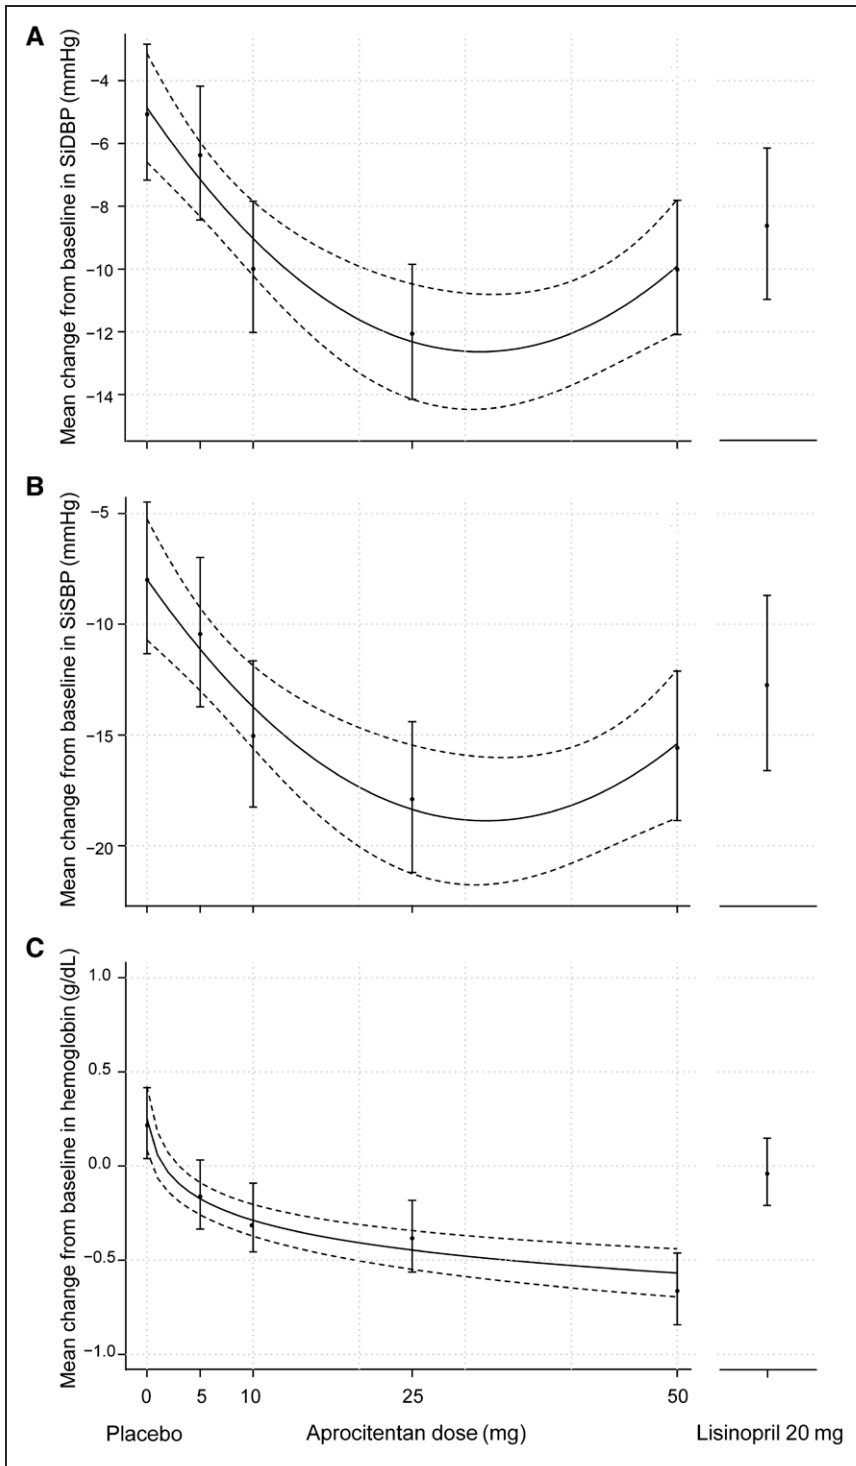 A
Mean change from baseline in SiDBP (mmHg)
−4
−6
−8
−10
−12
−14
B
Mean change from baseline in SiSBP (mmHg)
−5
−10
−15
−20
C
Mean change from baseline in hemoglobin (g/dL)
1.0
0.5
0.0
−0.5
−1.0
0 5 10 25 50
Placebo Aprocitentan dose (mg) Lisinopril 20 mg